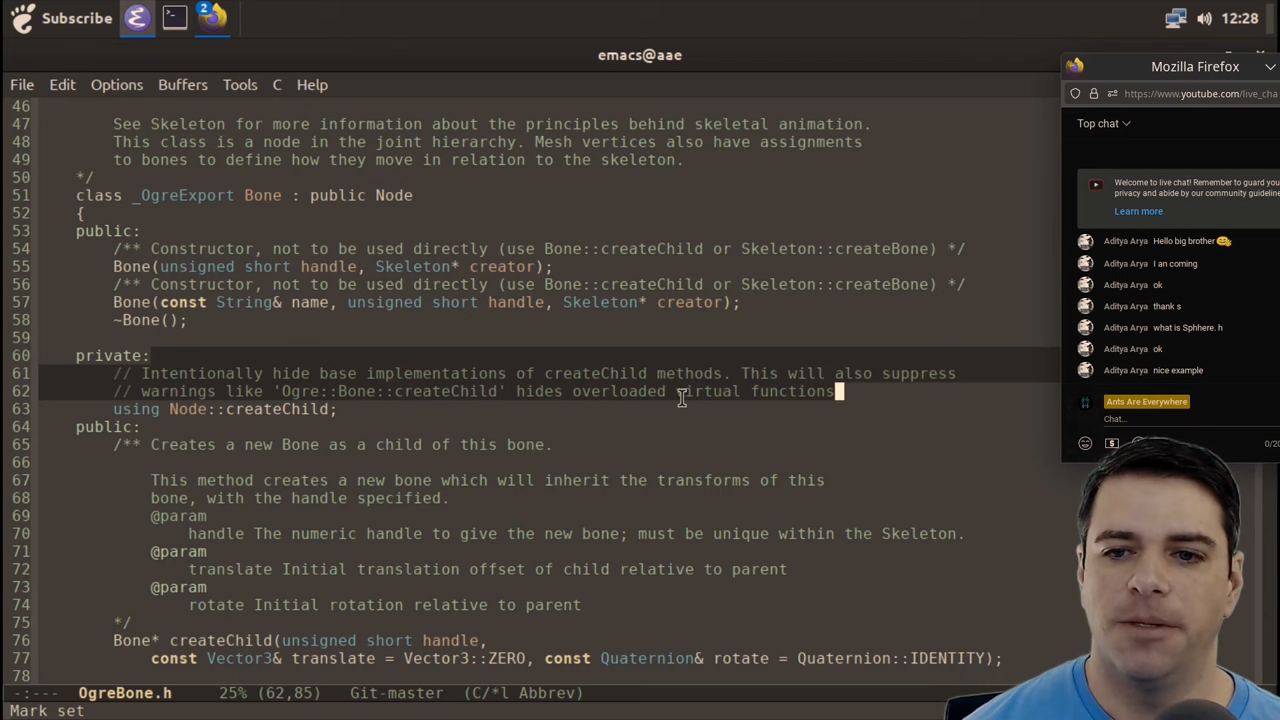 Subscribe 2 12:28
emacs@aae
File Edit Options Buffers Tools C Help
46
47 See Skeleton for more information about the principles behind skeletal animation.
48 This class is a node in the joint hierarchy. Mesh vertices also have assignments
49 to bones to define how they move in relation to the skeleton.
50 */
51 class _OgreExport Bone : public Node
52 {
53 public:
54 /** Constructor, not to be used directly (use Bone::createChild or Skeleton::createBone) */
55 Bone(unsigned short handle, Skeleton* creator);
56 /** Constructor, not to be used directly (use Bone::createChild or Skeleton::createBone) */
57 Bone(const String& name, unsigned short handle, Skeleton* creator);
58 ~Bone();
59
60 private:
61 // Intentionally hide base implementations of createChild methods. This will also suppress
62 // warnings like 'Ogre::Bone::createChild' hides overloaded virtual functions
63 using Node::createChild;
64 public:
65 /** Creates a new Bone as a child of this bone.
66
67 This method creates a new bone which will inherit the transforms of this
68 bone, with the handle specified.
69 @param
70 handle The numeric handle to give the new bone; must be unique within the Skeleton.
71 @param
72 translate Initial translation offset of child relative to parent
73 @param
74 rotate Initial rotation relative to parent
75 */
76 Bone* createChild(unsigned short handle,
77 const Vector3& translate = Vector3::ZERO, const Quaternion& rotate = Quaternion::IDENTITY);
78
-:--- OgreBone.h 25% (62,85) Git-master (C/*l Abbrev)
Mark set
Mozilla Firefox
https://www.youtube.com/live_cha
Top chat
Welcome to live chat! Remember to guard you
privacy and abide by our community guideline
Learn more
Aditya Arya Hello big brother
Aditya Arya I an coming
Aditya Arya ok
Aditya Arya thank s
Aditya Arya what is Sphhere. h
Aditya Arya ok
Aditya Arya nice example
Ants Are Everywhere
Chat...
0/20